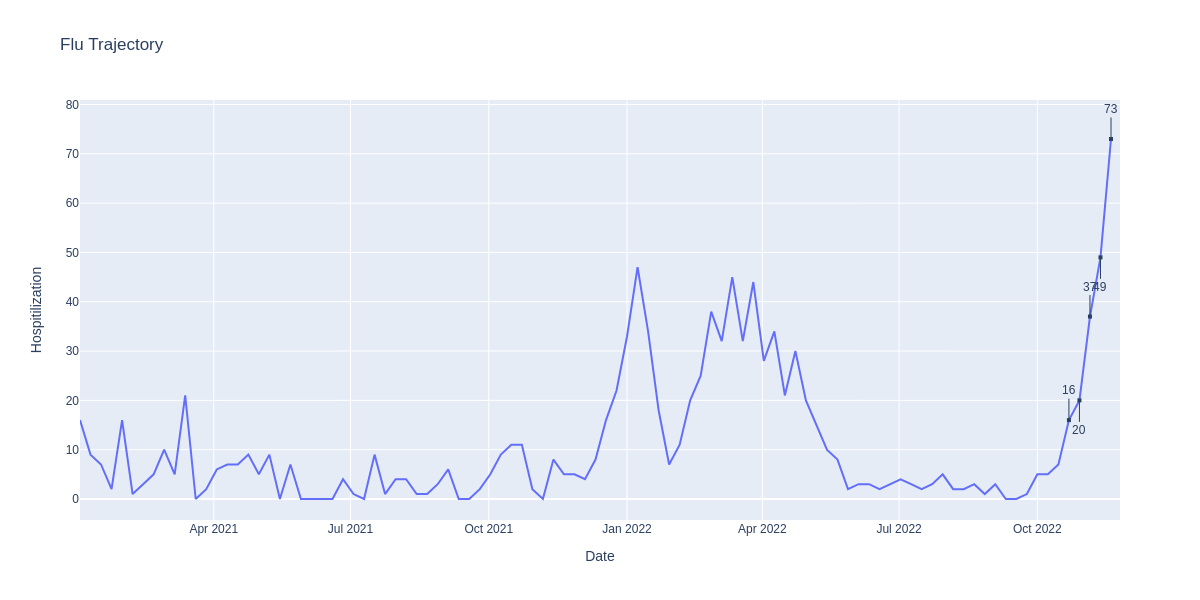 Flu Trajectory
80
70
60
50
40
30
20
10
0
Hospitilization
73
37
49
16
20
Apr 2021
Jul 2021
Oct 2021
Jan 2022
Apr 2022
Jul 2022
Oct 2022
Date